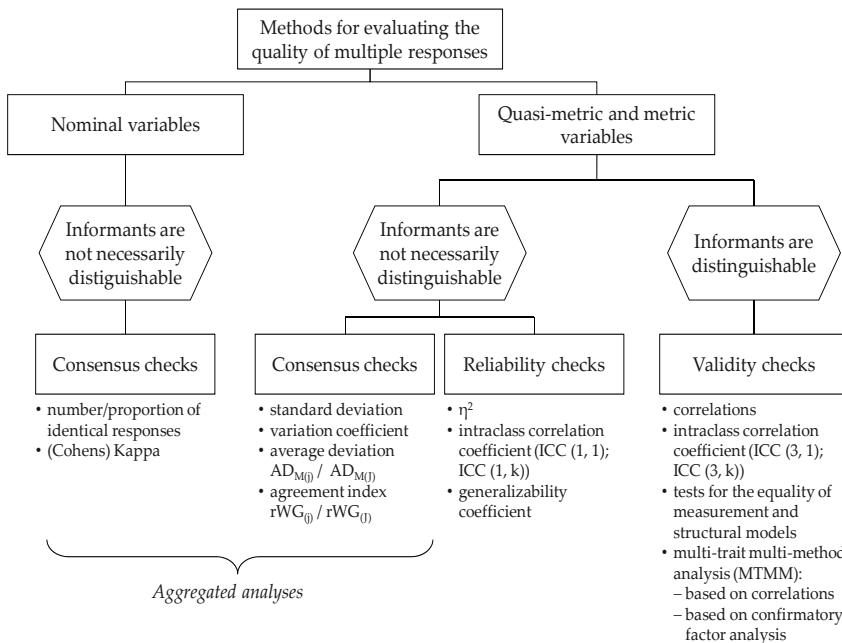 Methods for evaluating the
quality of multiple responses
Nominal variables
Quasi-metric and metric
variables
Informants are
not necessarily
distiguishable
Informants are
not necessarily
distinguishable
Informants are
distinguishable
Consensus checks
• number/proportion of
identical responses
• (Cohens) Kappa
Consensus checks
• standard deviation
• variation coefficient
• average deviation
AD_{M(j)} / AD_{M(J)}
• agreement index
rWG_{(j)} / rWG_{(J)}
Reliability checks
• η²
• intraclass correlation
coefficient (ICC (1, 1);
ICC (1, k))
• generalizability
coefficient
Validity checks
• correlations
• intraclass correlation
coefficient (ICC (3, 1);
ICC (3, k))
• tests for the equality of
measurement and
structural models
• multi-trait multi-method
analysis (MTMM):
– based on correlations
– based on confirmatory
factor analysis
Aggregated analyses